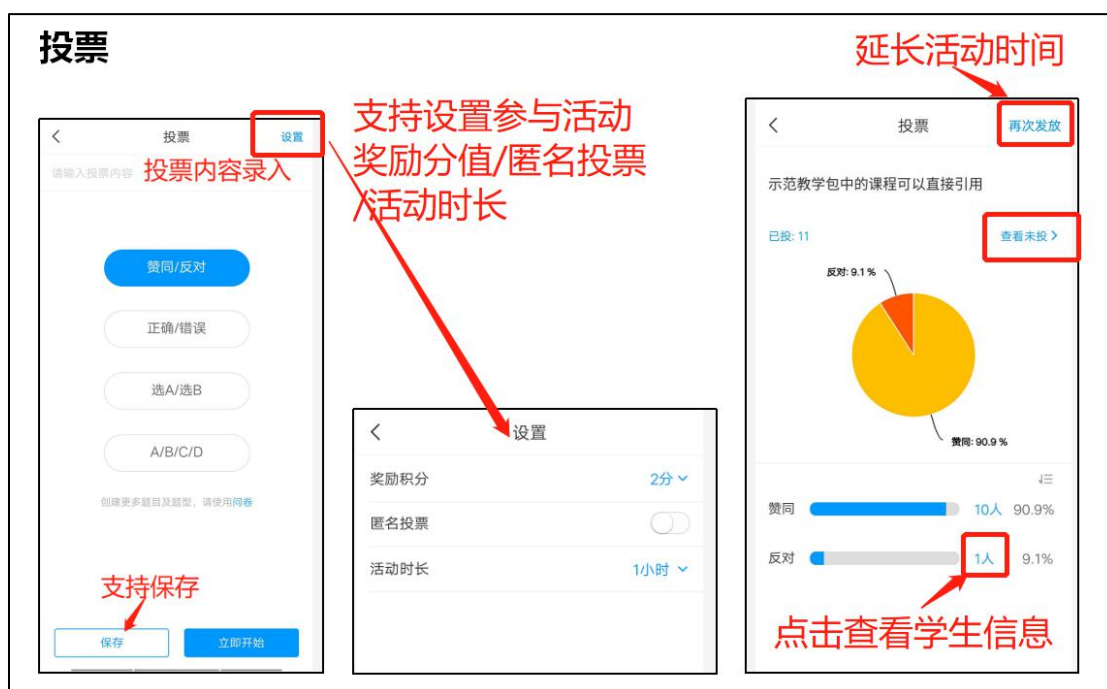 投票
延长活动时间
投票
设置
请输入投票内容
投票内容录入
赞同/反对
正确/错误
选A/选B
A/B/C/D
创建更多题目及题型，请使用问卷
支持保存
保存
立即开始
支持设置参与活动
奖励分值/匿名投票
/活动时长
设置
奖励积分
2分
匿名投票
活动时长
1小时
投票
再次发放
示范教学包中的课程可以直接引用
已投: 11
查看未投
反对: 9.1 %
赞同: 90.9 %
赞同 10人 90.9%
反对 1人 9.1%
点击查看学生信息